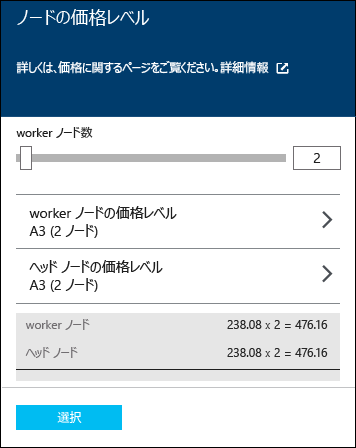 ノードの価格レベル
詳しくは、価格に関するページをご覧ください。詳細情報
worker ノード数
2
worker ノードの価格レベル
A3 (2 ノード)
ヘッド ノードの価格レベル
A3 (2 ノード)
worker ノード 238.08 x 2 = 476.16
ヘッド ノード 238.08 x 2 = 476.16
選択